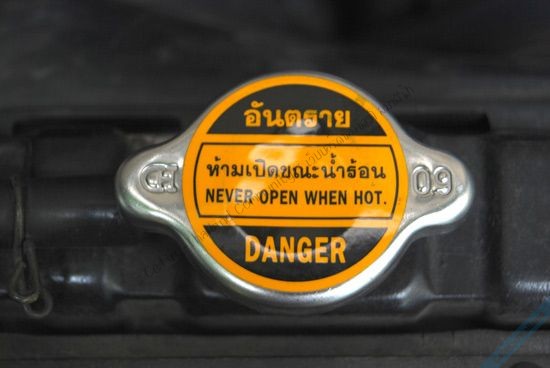 อันตราย
ห้ามเปิดขณะน้ำร้อน
NEVER OPEN WHEN HOT.
0.9
DANGER